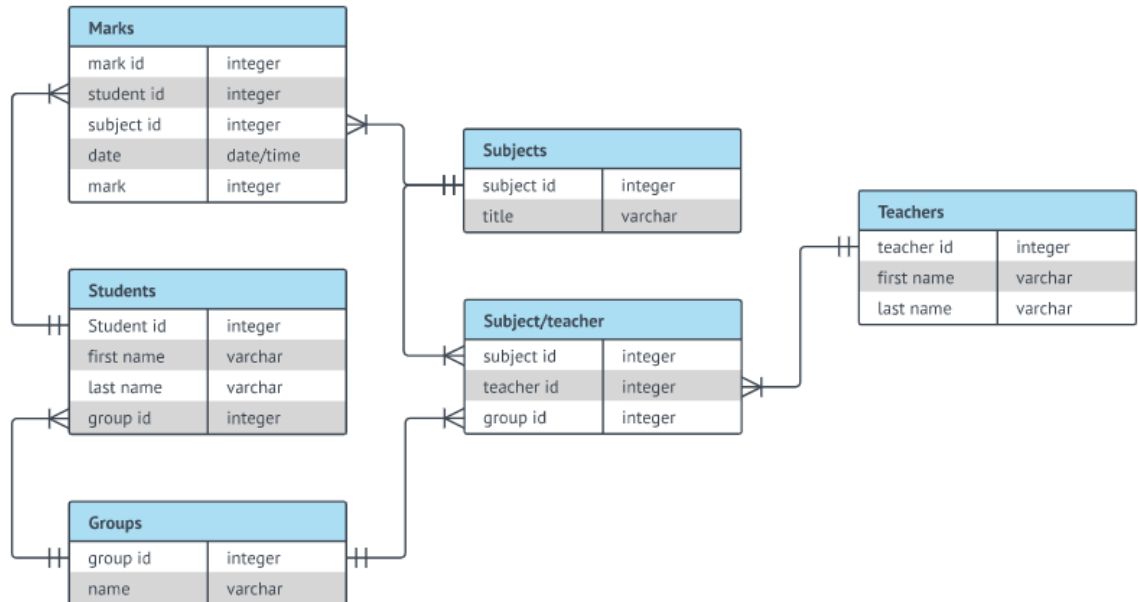 Marks
mark id integer
student id integer
subject id integer
date date/time
mark integer
Subjects
subject id integer
title varchar
Teachers
teacher id integer
first name varchar
last name varchar
Students
Student id integer
first name varchar
last name varchar
group id integer
Subject/teacher
subject id integer
teacher id integer
group id integer
Groups
group id integer
name varchar